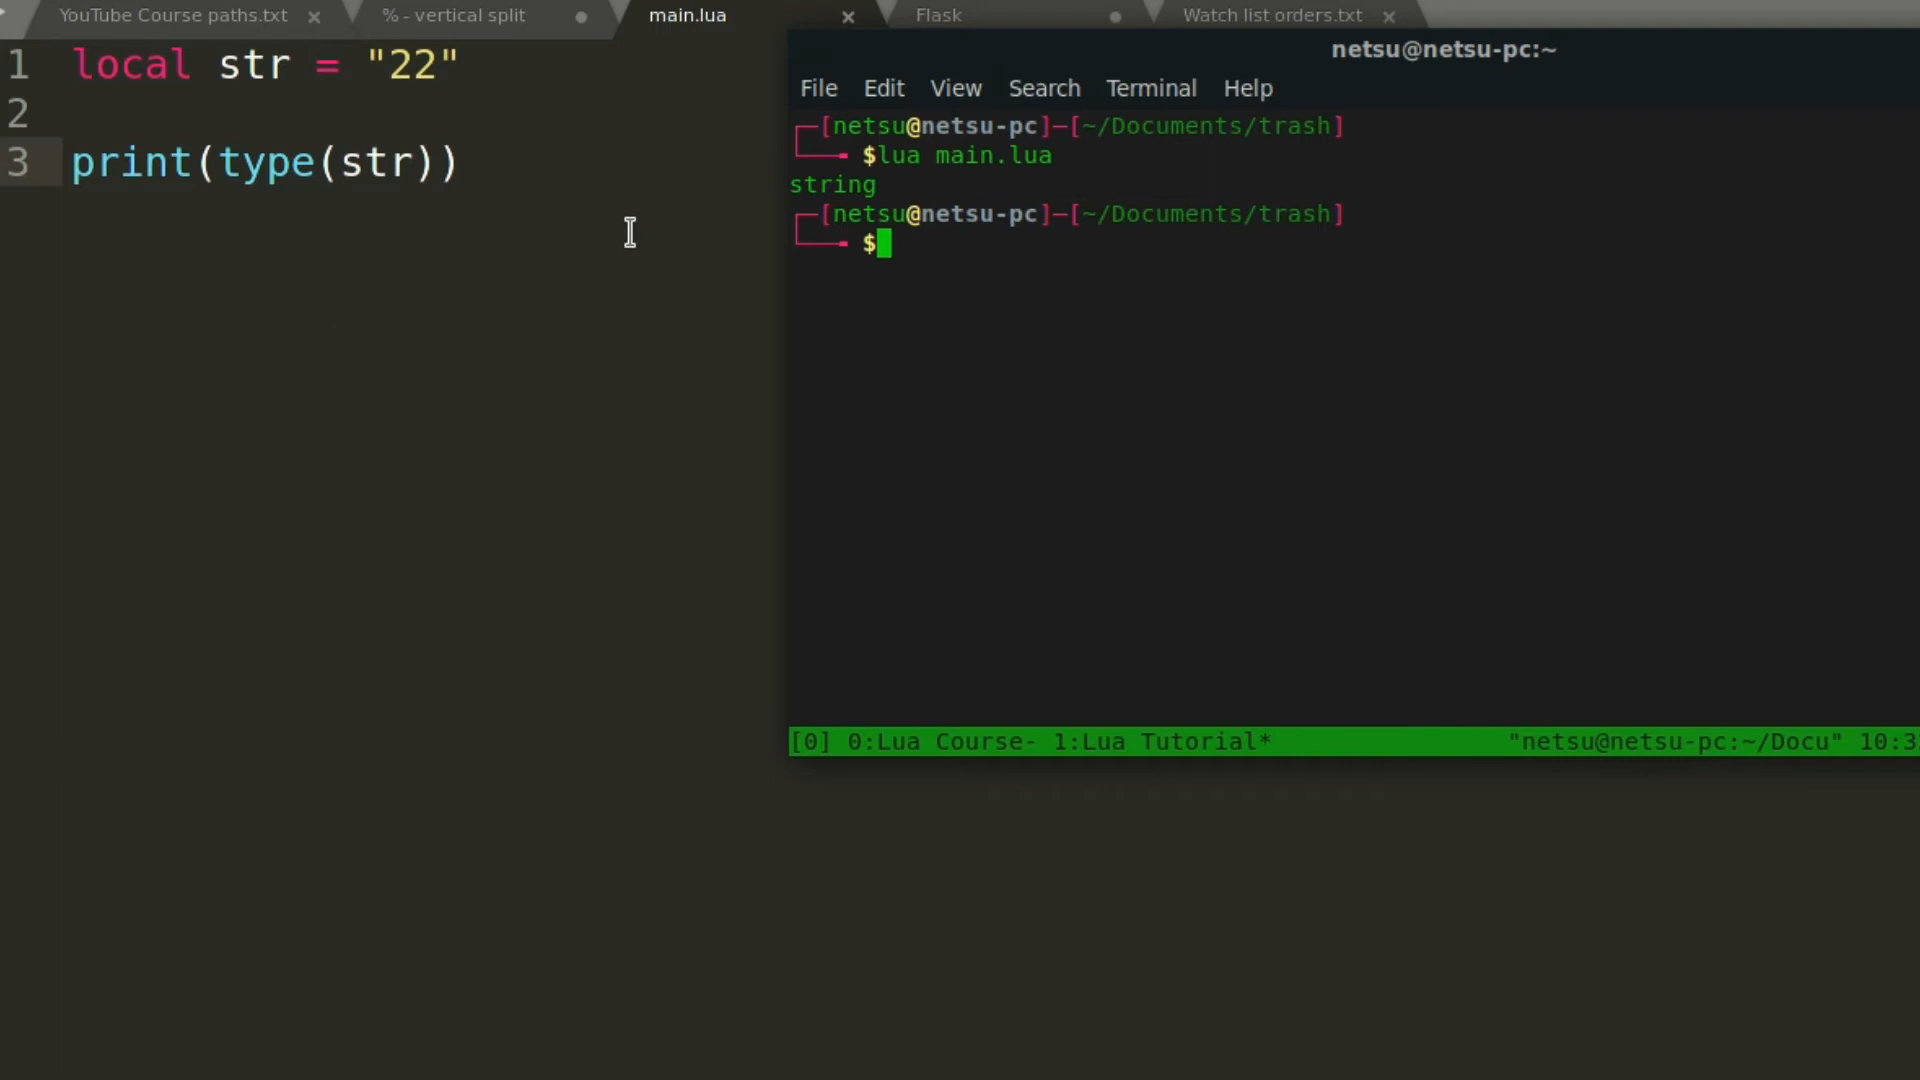 YouTube Course paths.txt
% - vertical split
main.lua
Flask
Watch list orders.txt
1 local str = "22"
2
3 print(type(str))
netsu@netsu-pc:~
File Edit View Search Terminal Help
[netsu@netsu-pc]─[~/Documents/trash]
$lua main.lua
string
[netsu@netsu-pc]─[~/Documents/trash]
$
[0] 0:Lua Course- 1:Lua Tutorial* "netsu@netsu-pc:~/Docu" 10:3